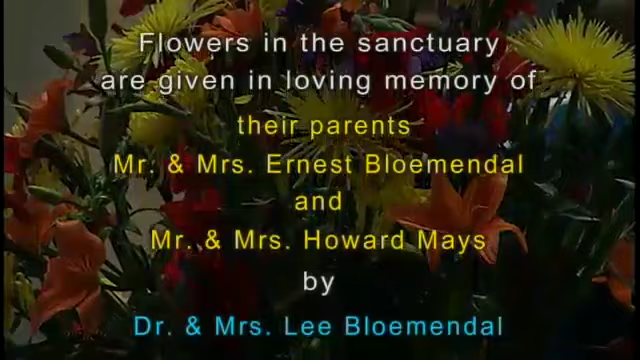 Flowers in the sanctuary
are given in loving memory of
their parents
Mr. & Mrs. Ernest Bloemendal
and
Mr. & Mrs. Howard Mays
by
Dr. & Mrs. Lee Bloemendal